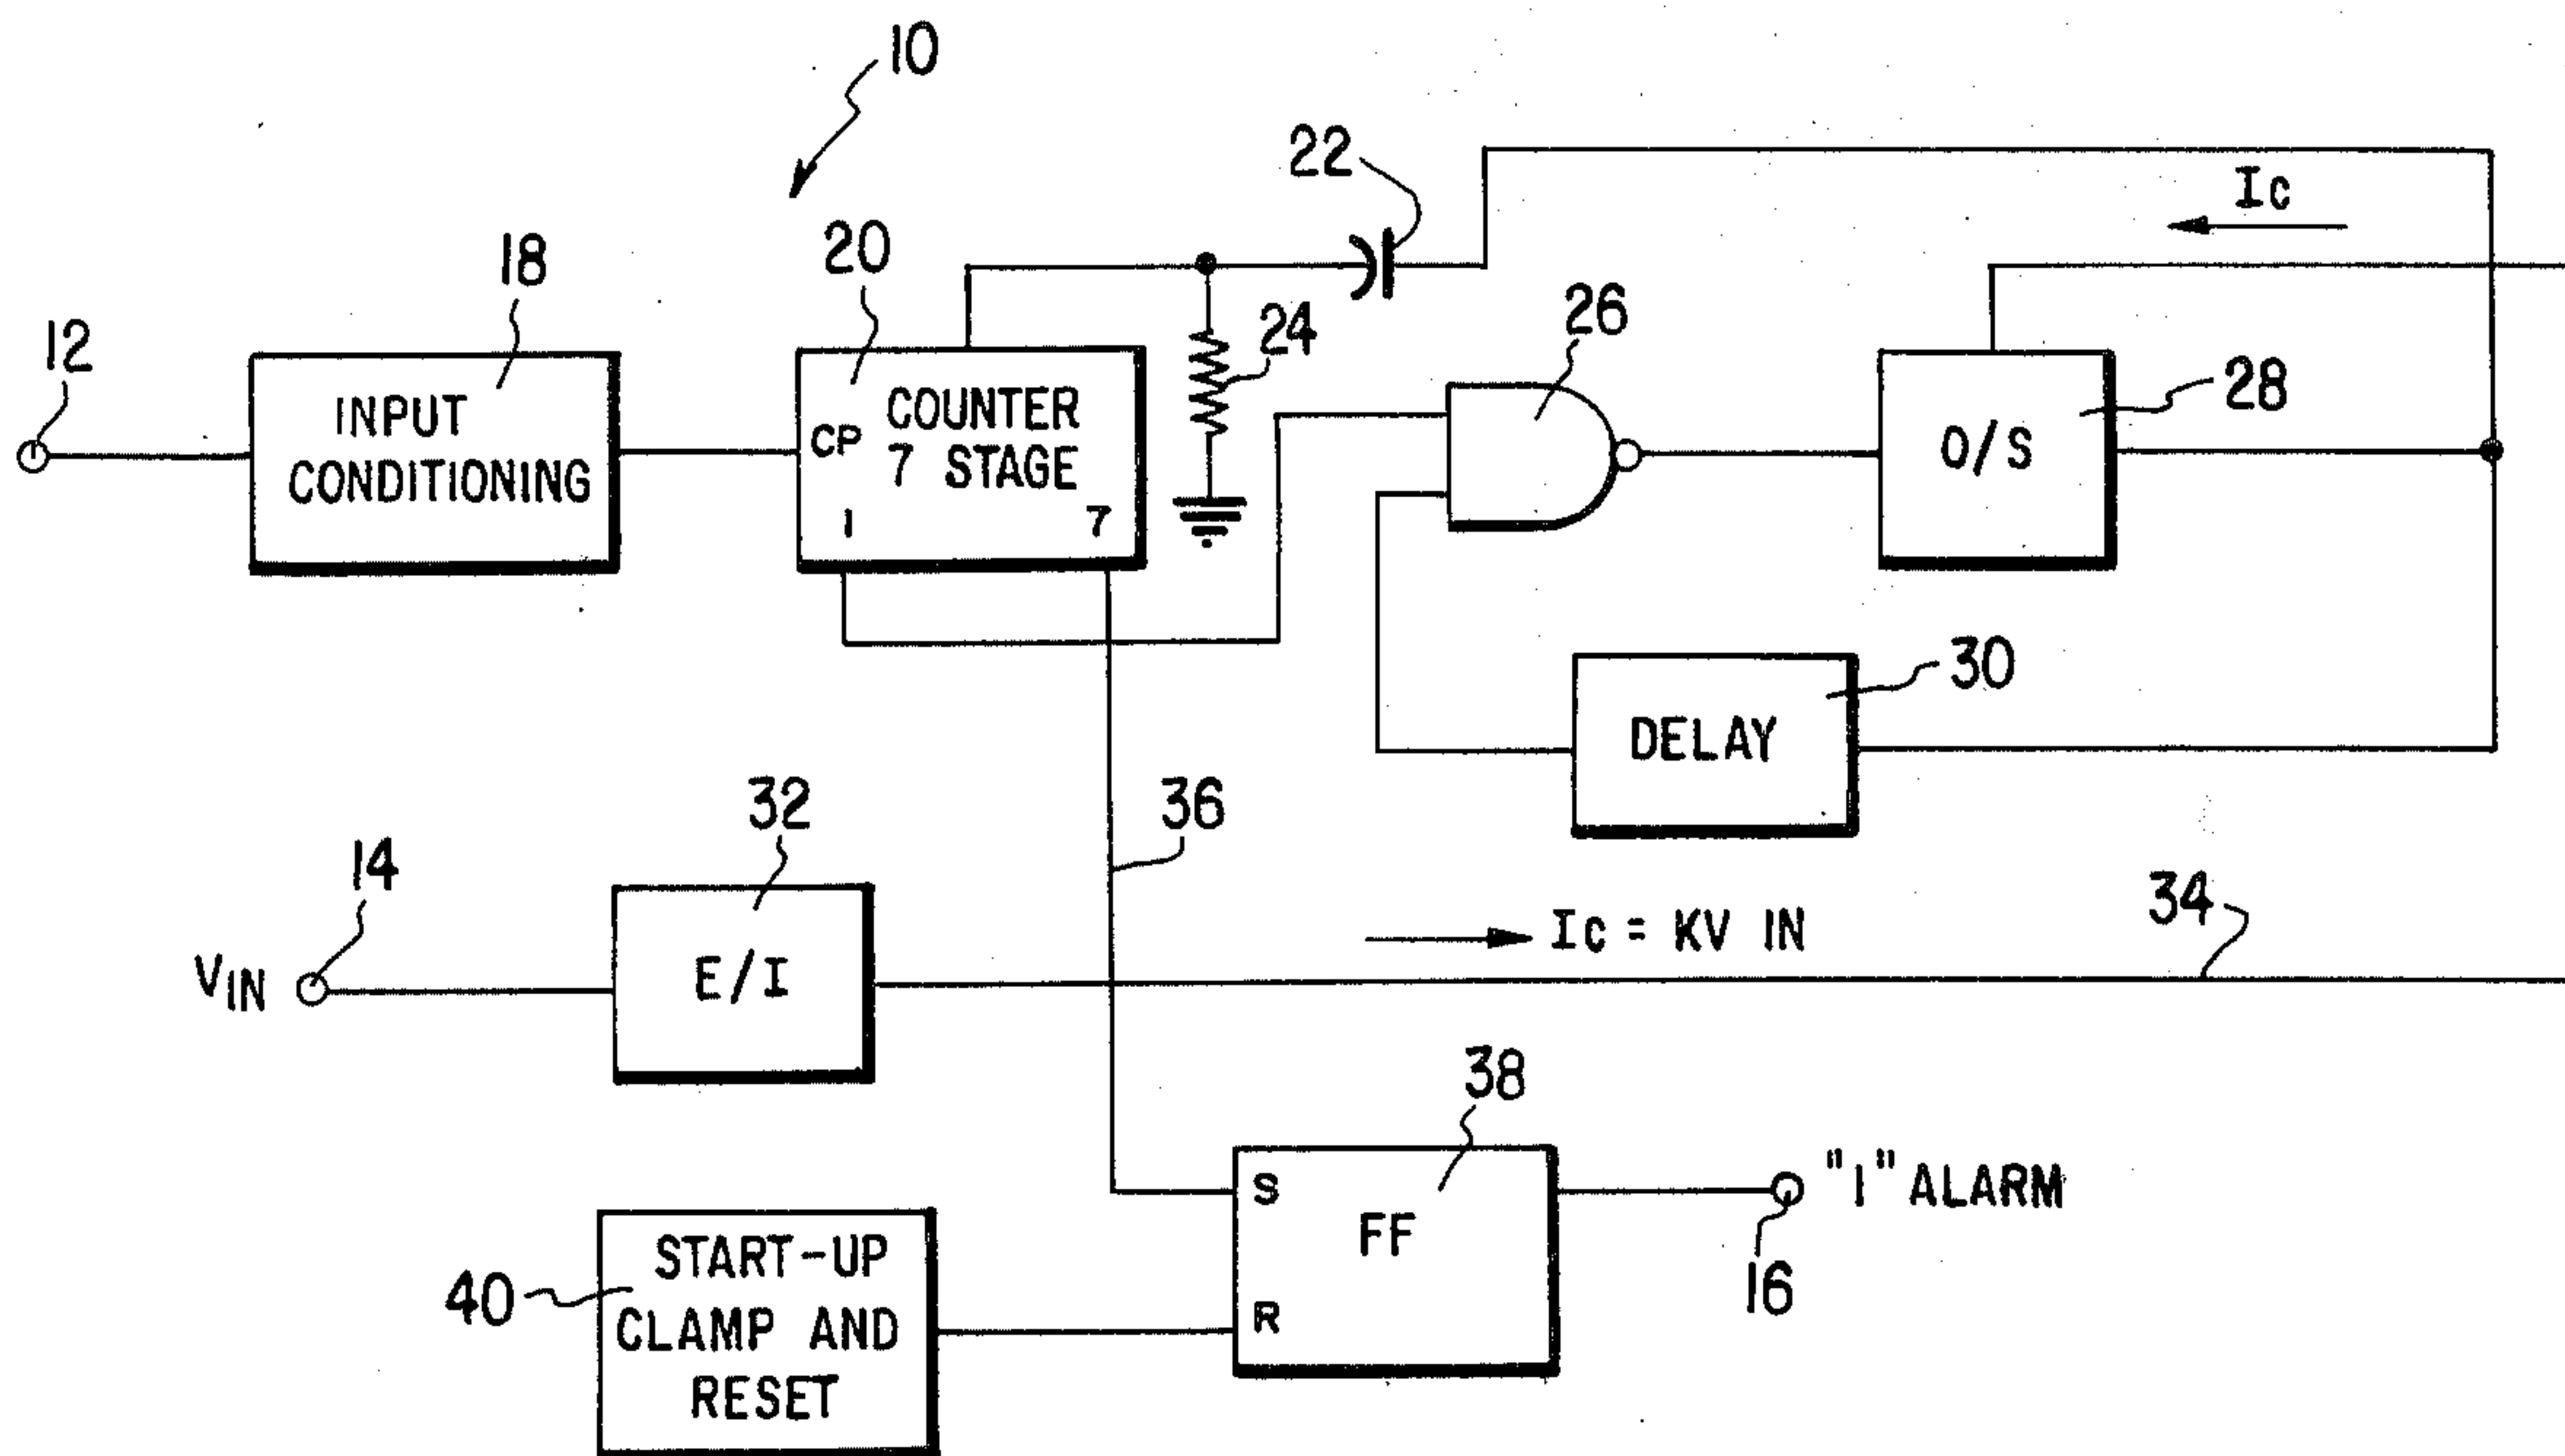 10
22
Ic
18
20
12
24
26
28
INPUT
CONDITIONING
CP
COUNTER
7 STAGE
1
7
O/S
30
DELAY
32
36
14
34
VIN
E/I
Ic = KV IN
38
S
FF
R
"1" ALARM
16
40
START-UP
CLAMP AND
RESET